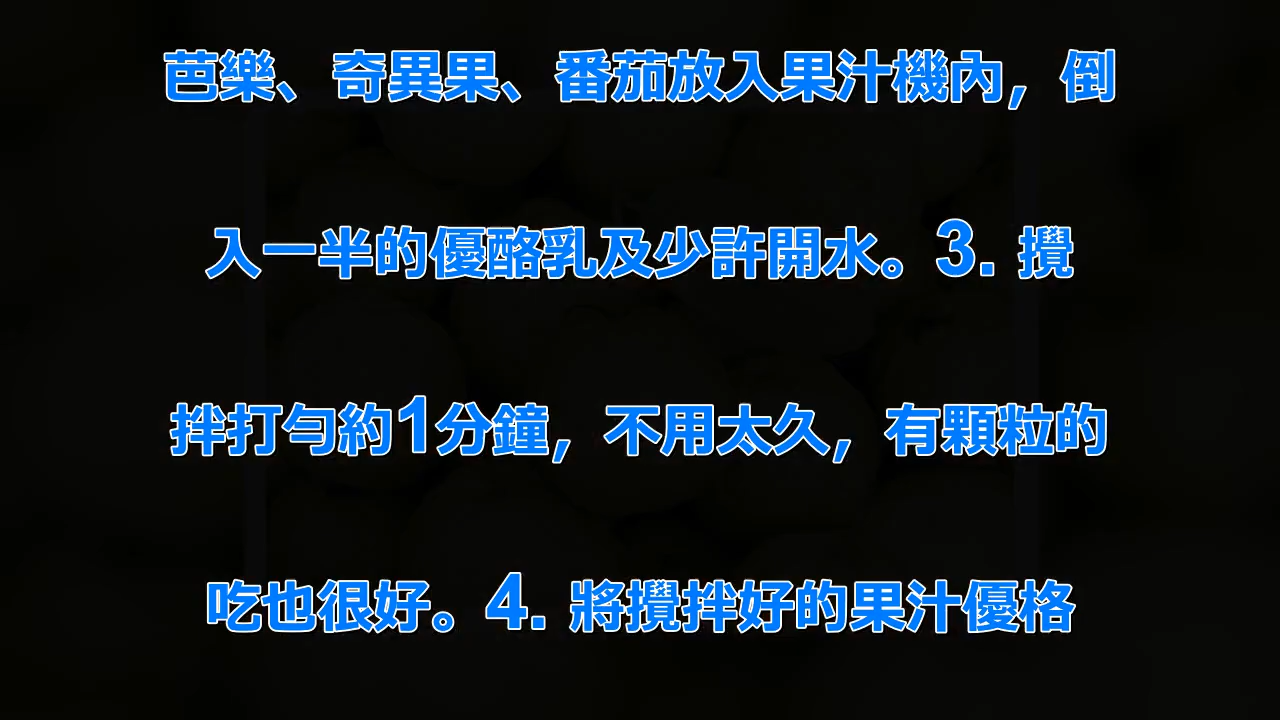 芭樂、奇異果、番茄放入果汁機內，倒
入一半的優酪乳及少許開水。3. 攪
拌打勻約1分鐘，不用太久，有顆粒的
吃也很好。4. 將攪拌好的果汁優格